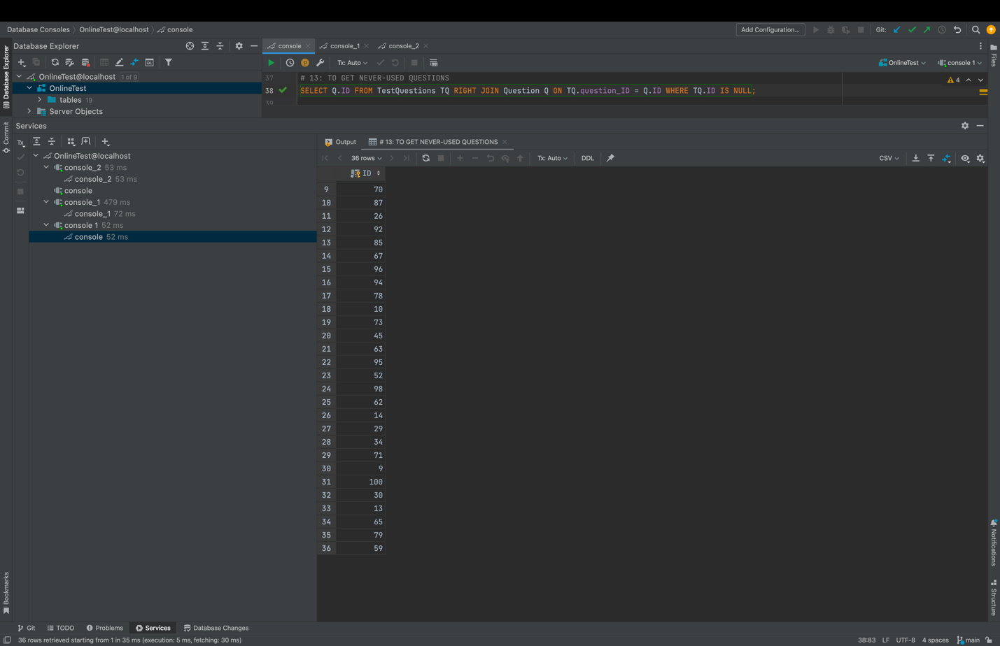 Database Consoles OnlineTest@localhost console Add Configuration... Git:
Database Explorer console console_1 console_2
Tx: Auto OnlineTest console 1
OnlineTest@localhost 1 of 9
OnlineTest
tables 19
Server Objects
37 # 13: TO GET NEVER-USED QUESTIONS
38 SELECT Q.ID FROM TestQuestions TQ RIGHT JOIN Question Q ON TQ.question_ID = Q.ID WHERE TQ.ID IS NULL;
39
4
Services
Tx
OnlineTest@localhost
console_2 53 ms
console_2 53 ms
console
console_1 479 ms
console_1 72 ms
console 1 52 ms
console 52 ms
Output # 13: TO GET NEVER-USED QUESTIONS
36 rows Tx: Auto DDL CSV
ID
9 70
10 87
11 26
12 92
13 85
14 67
15 96
16 94
17 78
18 10
19 73
20 45
21 63
22 95
23 52
24 98
25 62
26 14
27 29
28 34
29 71
30 9
31 100
32 30
33 13
34 65
35 79
36 59
Database Explorer
Commit
Bookmarks
Files
Notifications
Structure
Git TODO Problems Services Database Changes
36 rows retrieved starting from 1 in 35 ms (execution: 5 ms, fetching: 30 ms) 38:83 LF UTF-8 4 spaces main